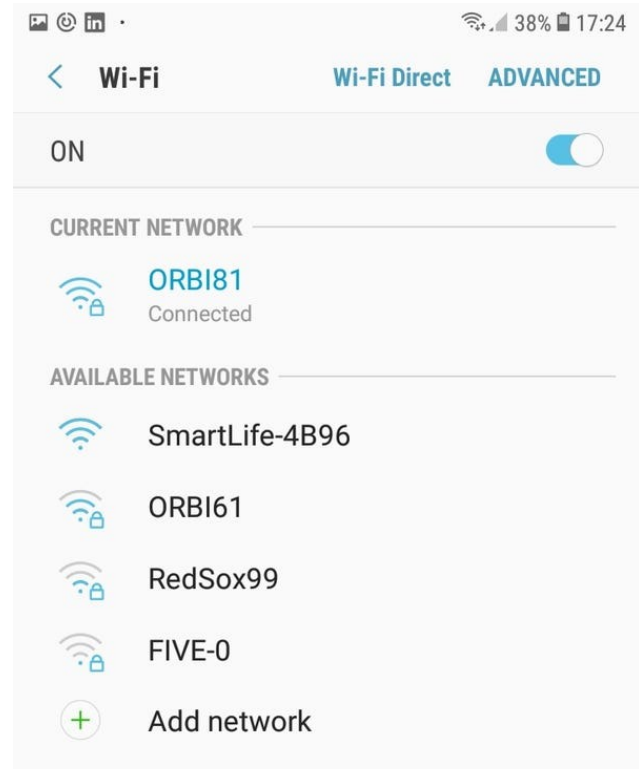 in 38% 17:24
Wi-Fi Wi-Fi Direct ADVANCED
ON
CURRENT NETWORK
ORBI81
Connected
AVAILABLE NETWORKS
SmartLife-4B96
ORBI61
RedSox99
FIVE-0
Add network